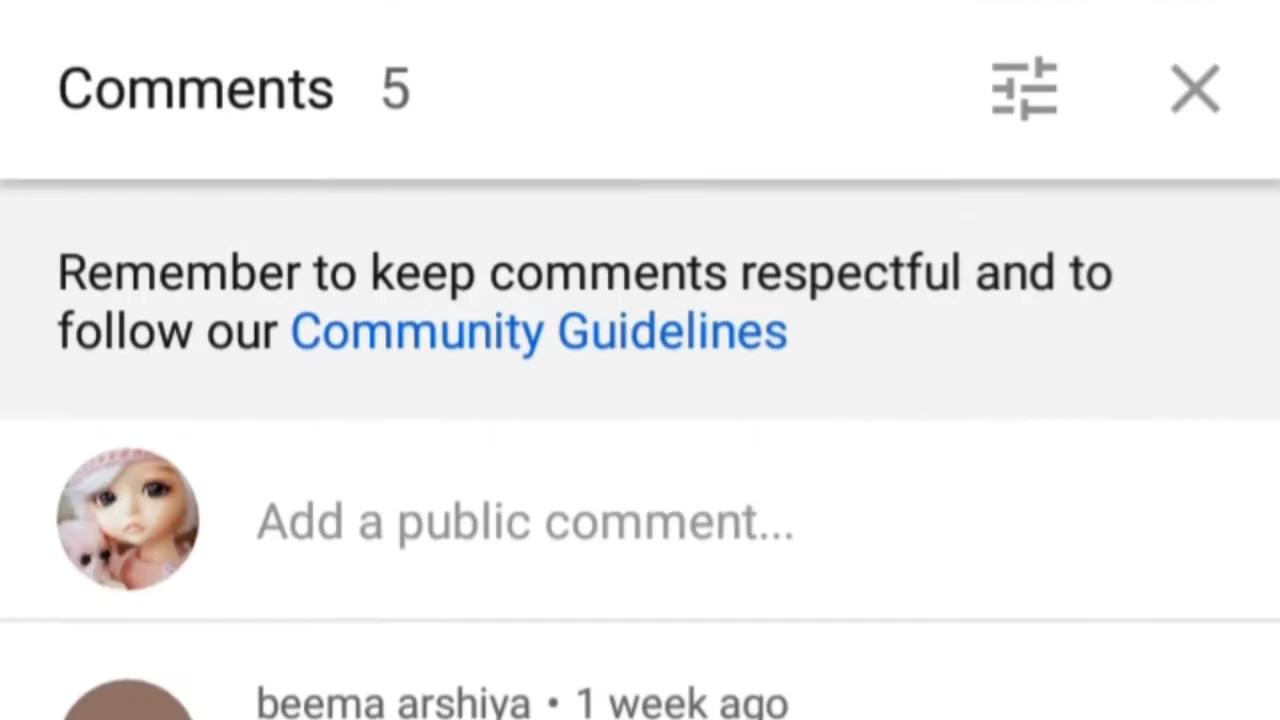 Comments 5
Remember to keep comments respectful and to
follow our Community Guidelines
Add a public comment...
beema arshiya • 1 week ago